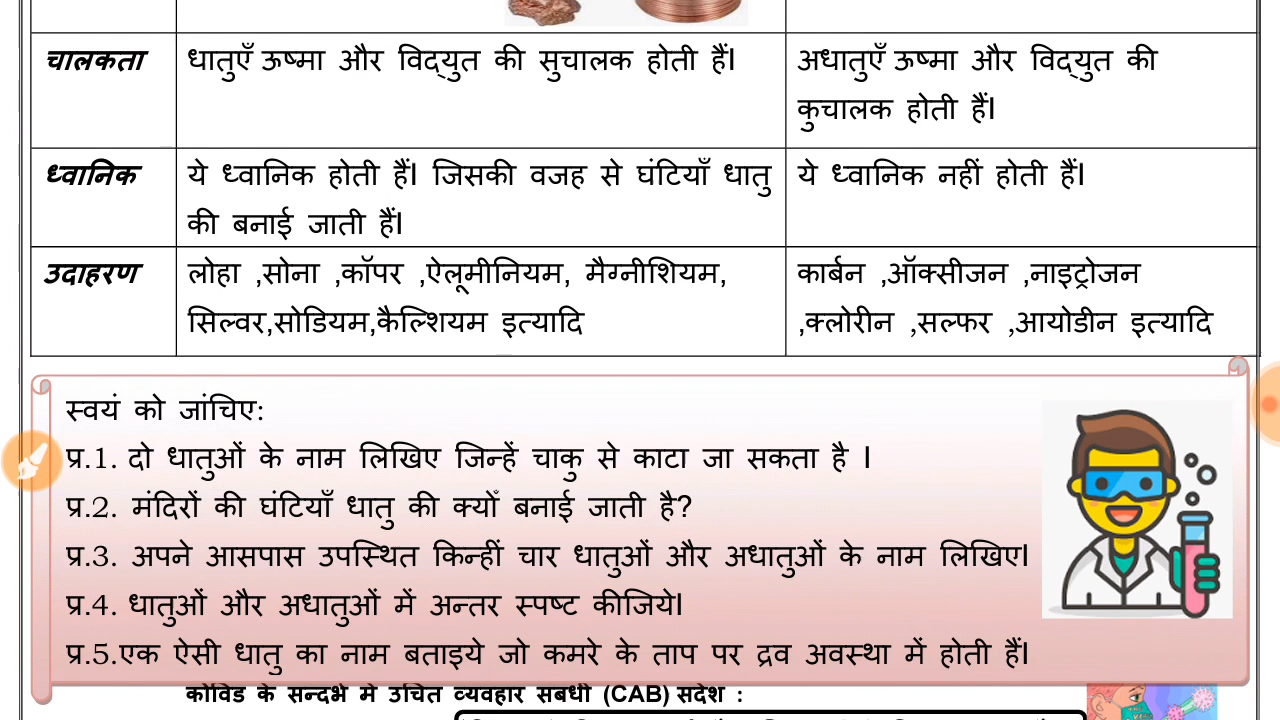 चालकता
धातुएँ ऊष्मा और विद्युत की सुचालक होती हैंl
अधातुएँ ऊष्मा और विद्युत की
कुचालक होती हैंl
ध्वानिक
ये ध्वानिक होती हैंl जिसकी वजह से घंटियाँ धातु
की बनाई जाती हैंl
ये ध्वानिक नहीं होती हैंl
उदाहरण
लोहा ,सोना ,कॉपर ,ऐलूमीनियम, मैग्नीशियम,
सिल्वर,सोडियम,कैल्शियम इत्यादि
कार्बन ,ऑक्सीजन ,नाइट्रोजन
,क्लोरीन ,सल्फर ,आयोडीन इत्यादि
स्वयं को जांचिए:
प्र.1. दो धातुओं के नाम लिखिए जिन्हें चाकु से काटा जा सकता है l
प्र.2. मंदिरों की घंटियाँ धातु की क्योँ बनाई जाती है?
प्र.3. अपने आसपास उपस्थित किन्हीं चार धातुओं और अधातुओं के नाम लिखिएl
प्र.4. धातुओं और अधातुओं में अन्तर स्पष्ट कीजियेl
प्र.5.एक ऐसी धातु का नाम बताइये जो कमरे के ताप पर द्रव अवस्था में होती हैंl
कोविड के सन्दर्भ में उचित व्यवहार संबंधी (CAB) संदेश :